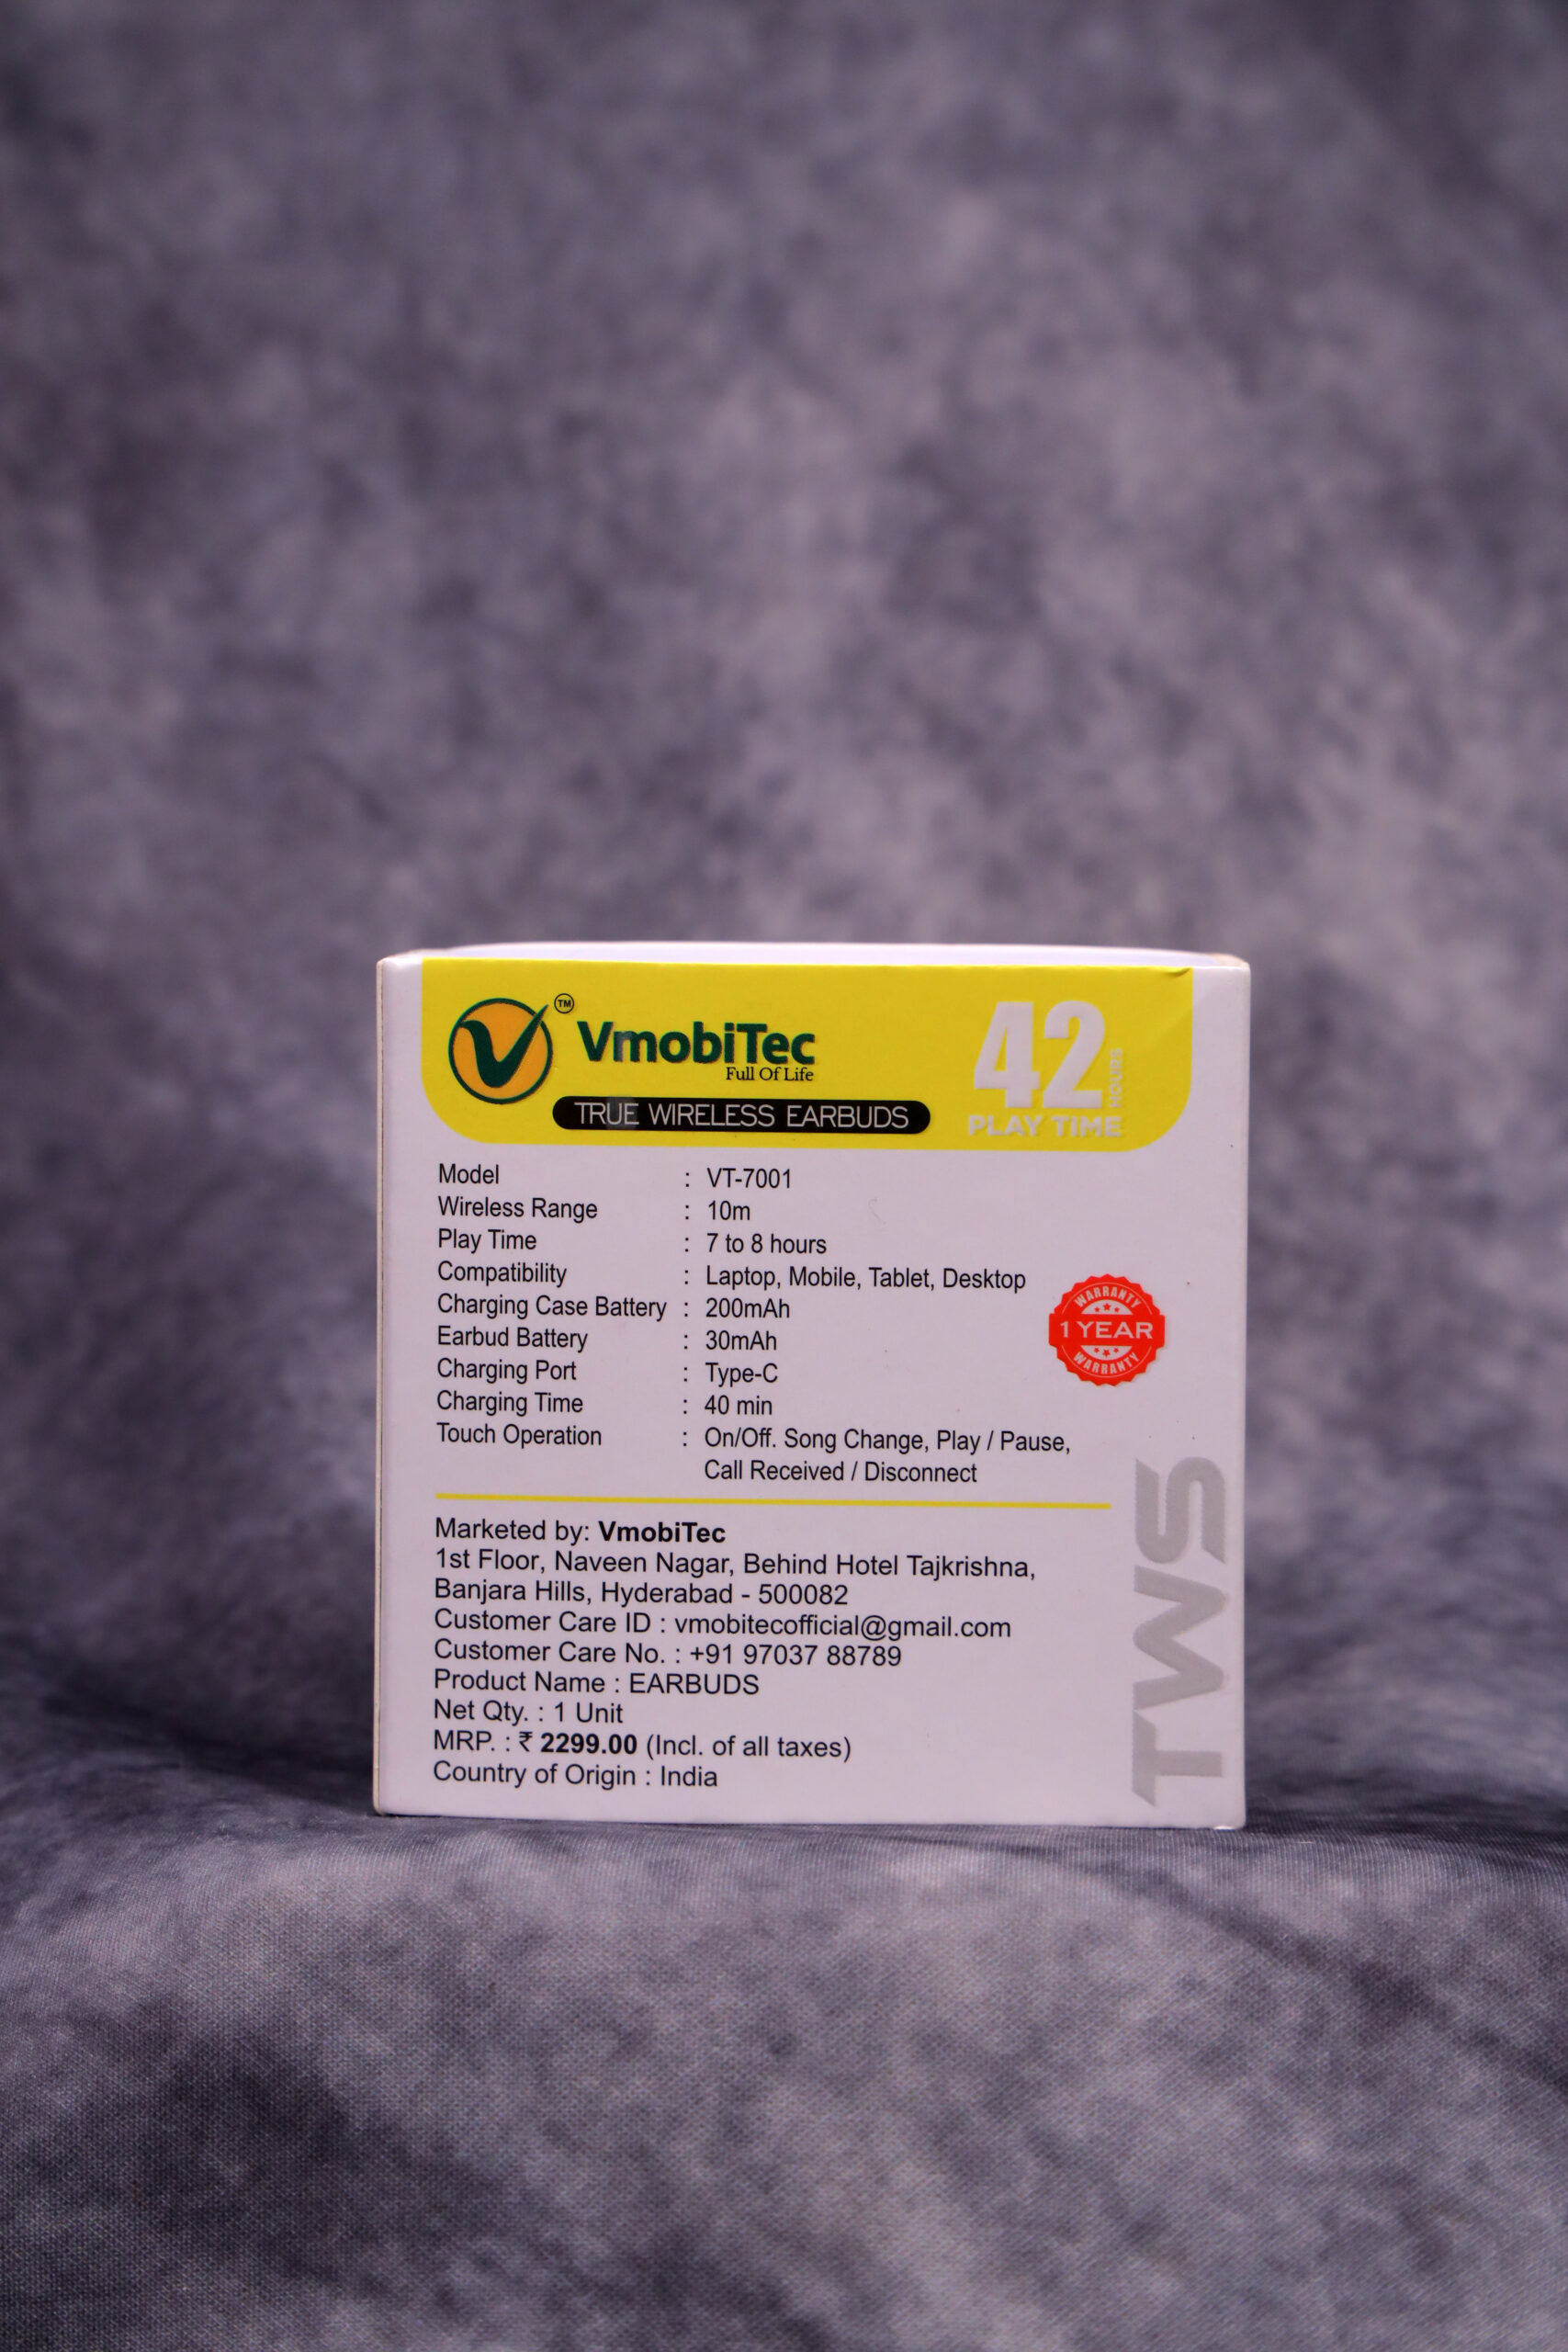 TM
VmobiTec
Full Of Life
TRUE WIRELESS EARBUDS
42 HOURS
PLAY TIME
Model : VT-7001
Wireless Range : 10m
Play Time : 7 to 8 hours
Compatibility : Laptop, Mobile, Tablet, Desktop
Charging Case Battery : 200mAh
Earbud Battery : 30mAh
Charging Port : Type-C
Charging Time : 40 min
Touch Operation : On/Off. Song Change, Play / Pause,
Call Received / Disconnect
WARRANTY
1 YEAR
WARRANTY
TWS
Marketed by: VmobiTec
1st Floor, Naveen Nagar, Behind Hotel Tajkrishna,
Banjara Hills, Hyderabad - 500082
Customer Care ID : vmobitecofficial@gmail.com
Customer Care No. : +91 97037 88789
Product Name : EARBUDS
Net Qty. : 1 Unit
MRP. : ₹ 2299.00 (Incl. of all taxes)
Country of Origin : India